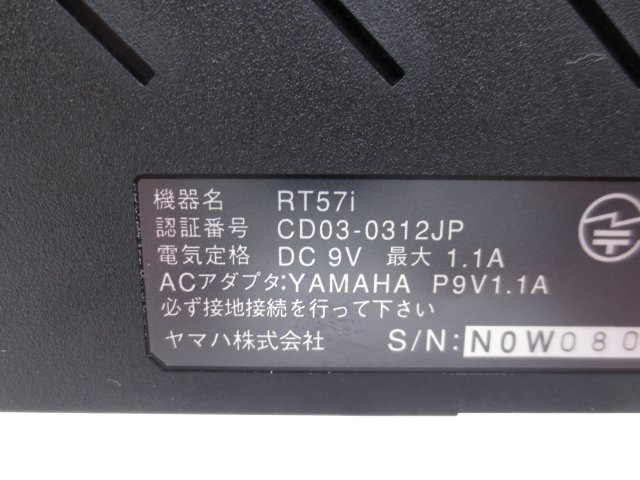 機器名 RT57i
認証番号 CD03-0312JP
電気定格 DC 9V 最大 1.1A
ACアダプタ:YAMAHA P9V1.1A
必ず接地接続を行って下さい
ヤマハ株式会社 S/N: N0W080